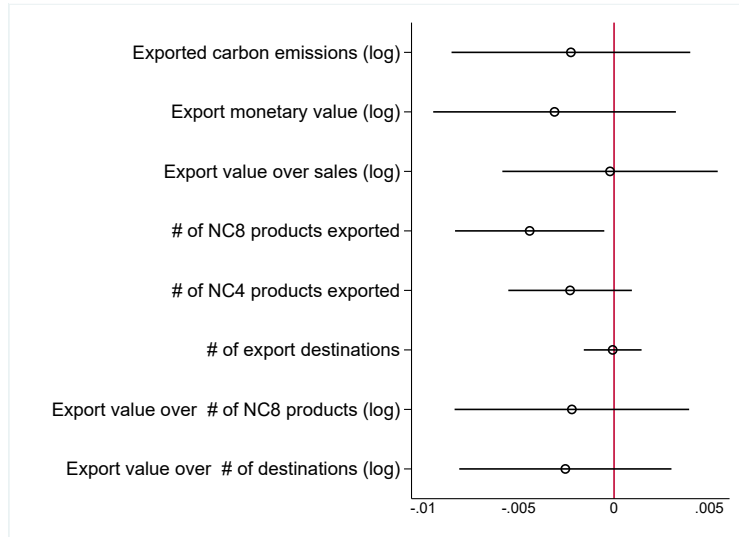 Exported carbon emissions (log)
Export monetary value (log)
Export value over sales (log)
# of NC8 products exported
# of NC4 products exported
# of export destinations
Export value over  # of NC8 products (log)
Export value over  # of destinations (log)
-.01 -.005 0 .005